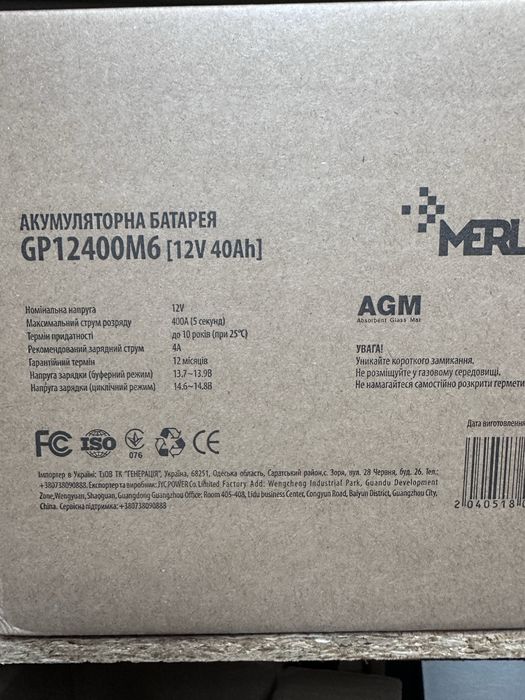 АКУМУЛЯТОРНА БАТАРЕЯ
GP12400M6 [12V 40Ah]
MERL
Номінальна напруга 12V
Максимальний струм розряду 400A (5 секунд)
Термін придатності до 10 років (при 25℃)
Рекомендований зарядний струм 4A
Гарантійний термін 12 місяців
Напруга зарядки (буферний режим) 13.7~13.9В
Напруга зарядки (циклічний режим) 14.6~14.8В
AGM
Absorbent Glass Mat
УВАГА!
Уникайте короткого замикання.
Не розміщуйте у газовому середовищі.
Не намагайтеся самостійно розкрити гермети
FC ISO 076 CE
Дата виготовленн
Імпортер в Україні: ТзОВ ТК "ГЕНЕРАЦІЯ", Україна, 68251, Одеська область, Саратський район,с. Зоря, вул. 28 Червня, буд. 26. Тел.:
+380738090888. Експортер та виробник: JYC POWER Co. Limited Factory Add: Wengcheng Industrial Park, Guandu Development
Zone,Wengyuan, Shaoguan, Guangdong Guangzhou Office: Room 405-408, Lidu business Center, Congyun Road, Baiyun District, Guangzhou City,
China. Сервісна підтримка: +380738090888
2 040518